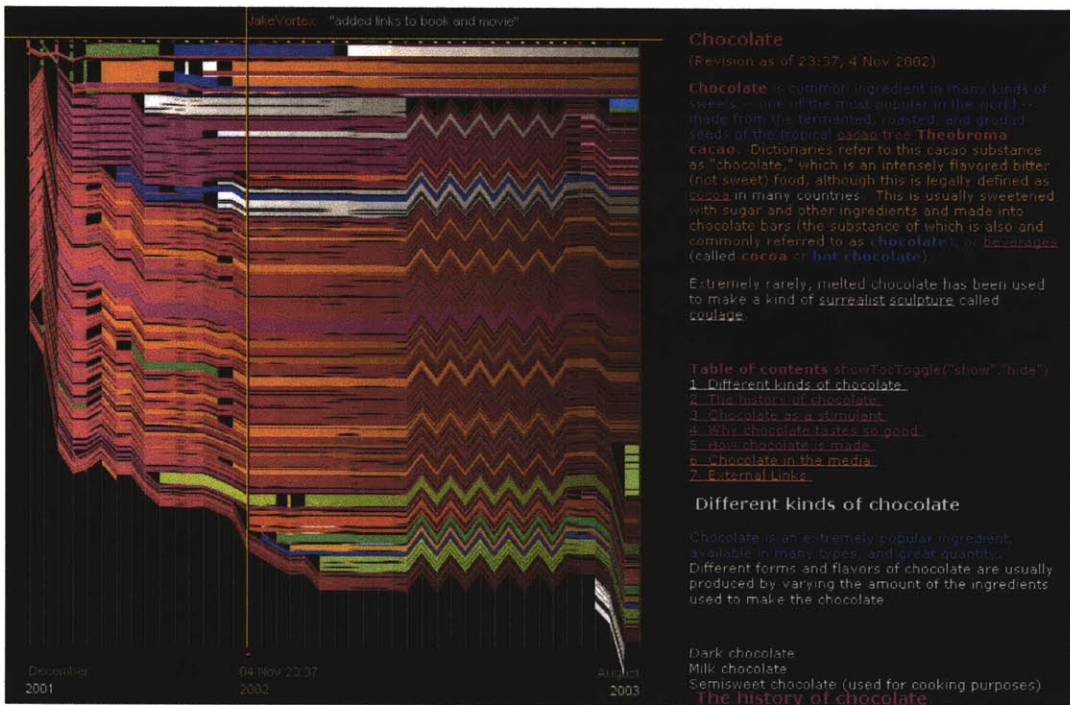 JakeVortex "added links to book and movie"
December
2001
04 Nov 23:37
2002
August
2003
Chocolate
(Revision as of 23:37, 4 Nov 2002)
Chocolate is common ingredient in many kinds of
sweets -- one of the most popular in the world --
made from the fermented, roasted, and ground
seeds of the tropical cacao tree Theobroma
cacao. Dictionaries refer to this cacao substance
as "chocolate," which is an intensely flavored bitter
(not sweet) food, although this is legally defined as
cocoa in many countries. This is usually sweetened
with sugar and other ingredients and made into
chocolate bars (the substance of which is also and
commonly referred to as chocolate), or beverages
(called cocoa or hot chocolate)
Extremely rarely, melted chocolate has been used
to make a kind of surrealist sculpture called
coulage.
Table of contents showTocToggle("show","hide")
1 Different kinds of chocolate
2 The history of chocolate
3 Chocolate as a stimulant
4 Why chocolate tastes so good
5 How chocolate is made
6 Chocolate in the media
7 External Links
Different kinds of chocolate
Chocolate is an extremely popular ingredient,
available in many types, and great quantity.
Different forms and flavors of chocolate are usually
produced by varying the amount of the ingredients
used to make the chocolate
Dark chocolate
Milk chocolate
Semisweet chocolate (used for cooking purposes)
The history of chocolate